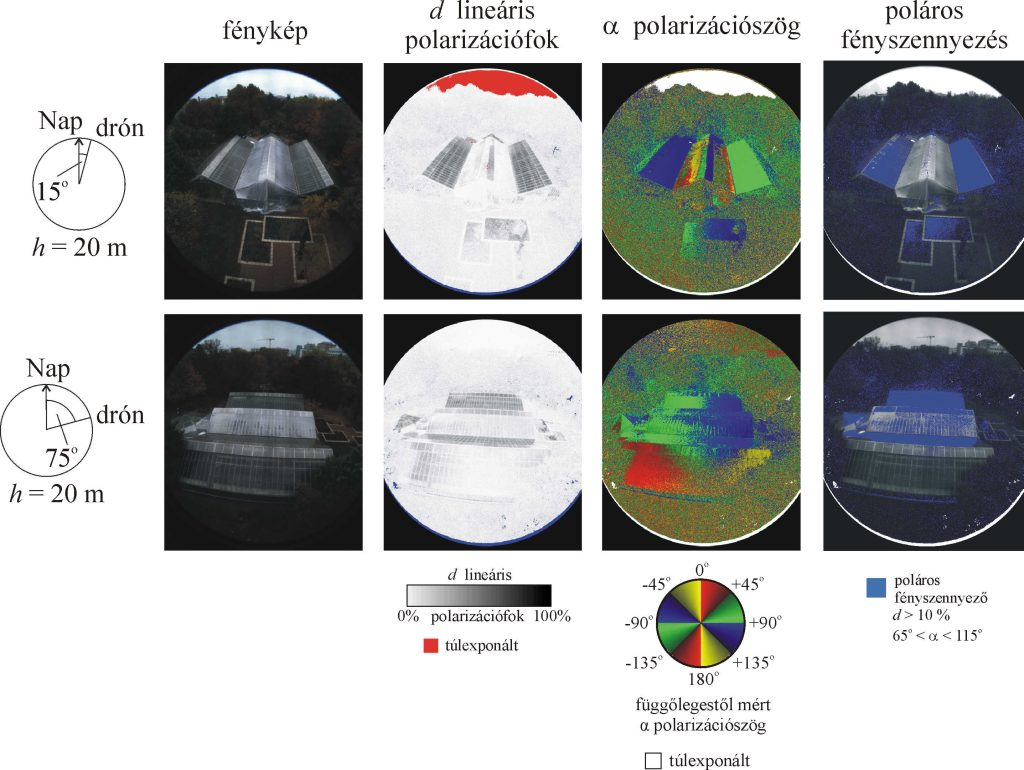 fénykép
d lineáris
polarizációfok
α polarizációszög
poláros
fényszennyezés
Nap
drón
15°
h = 20 m
Nap
drón
75°
h = 20 m
d lineáris
0% polarizációfok 100%
túlexponált
0°
-45° +45°
-90° +90°
-135° +135°
180°
függőlegestől mért
α polarizációszög
túlexponált
poláros
fényszennyező
d > 10 %
65° < α < 115°